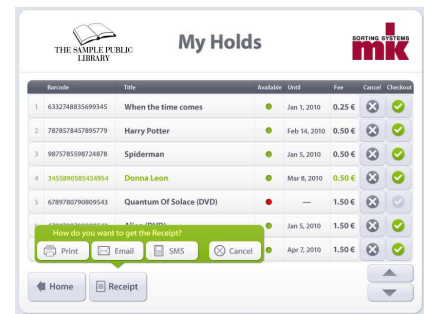 THE SAMPLE PUBLIC
LIBRARY
My Holds
SORTING SYSTEMS
mk
Barcode Title Available Until Fee Cancel Checkout
1 6332748835699345 When the time comes Jan 1, 2010 0.25 €
2 7878578457895779 Harry Potter Feb 14, 2010 0.50 €
3 9875785598724878 Spiderman Jan 5, 2010 0.50 €
4 3455890585454954 Donna Leon Mar 8, 2010 0.50 €
5 6789780790809543 Quantum Of Solace (DVD) — 1.50 €
Jan 5, 2010 1.50 €
How do you want to get the Receipt?
Print Email SMS Cancel Apr 7, 2010 1.50 €
Home Receipt